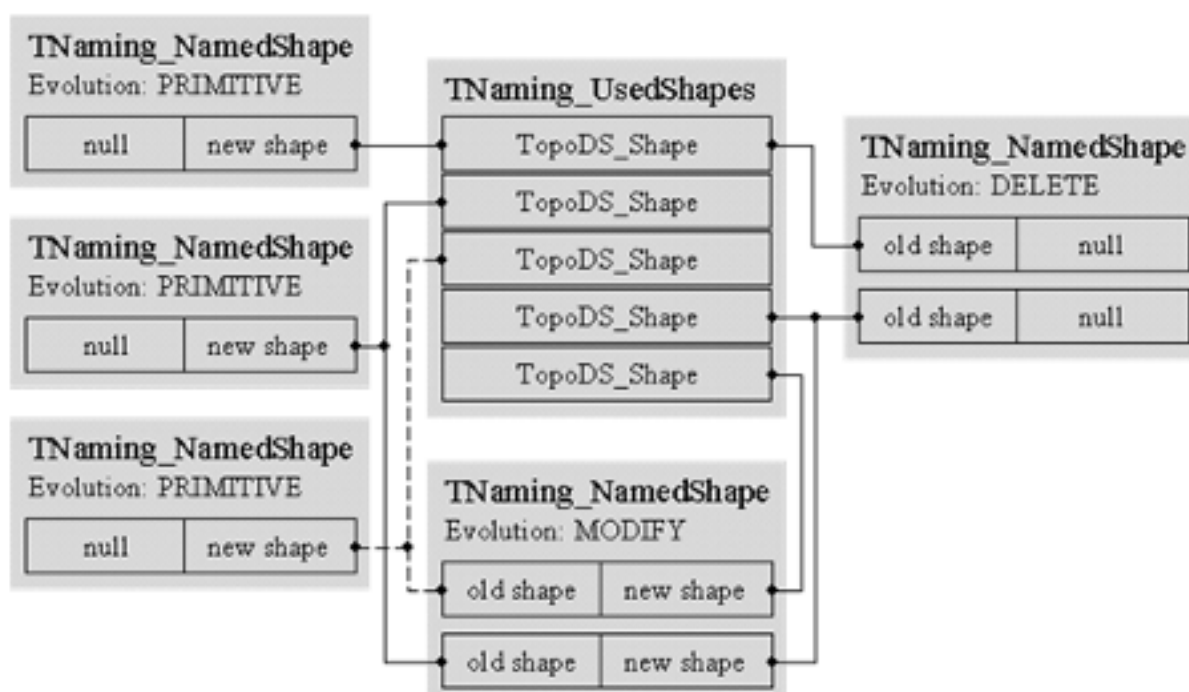 TNaming_NamedShape
Evolution: PRIMITIVE
null new shape
TNaming_NamedShape
Evolution: PRIMITIVE
null new shape
TNaming_NamedShape
Evolution: PRIMITIVE
null new shape
TNaming_UsedShapes
TopoDS_Shape
TopoDS_Shape
TopoDS_Shape
TopoDS_Shape
TopoDS_Shape
TNaming_NamedShape
Evolution: MODIFY
old shape new shape
old shape new shape
TNaming_NamedShape
Evolution: DELETE
old shape null
old shape null